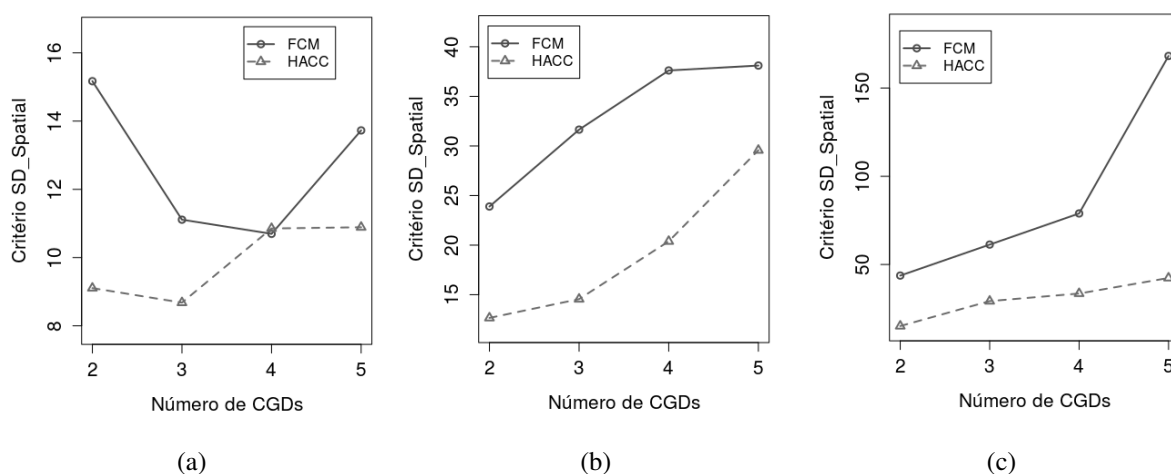 Critério SD_Spatial
16
14
12
10
8
FCM
HACC
2 3 4 5
Número de CGDs
(a)
Critério SD_Spatial
40
35
30
25
20
15
FCM
HACC
2 3 4 5
Número de CGDs
(b)
Critério SD_Spatial
150
100
50
FCM
HACC
2 3 4 5
Número de CGDs
(c)